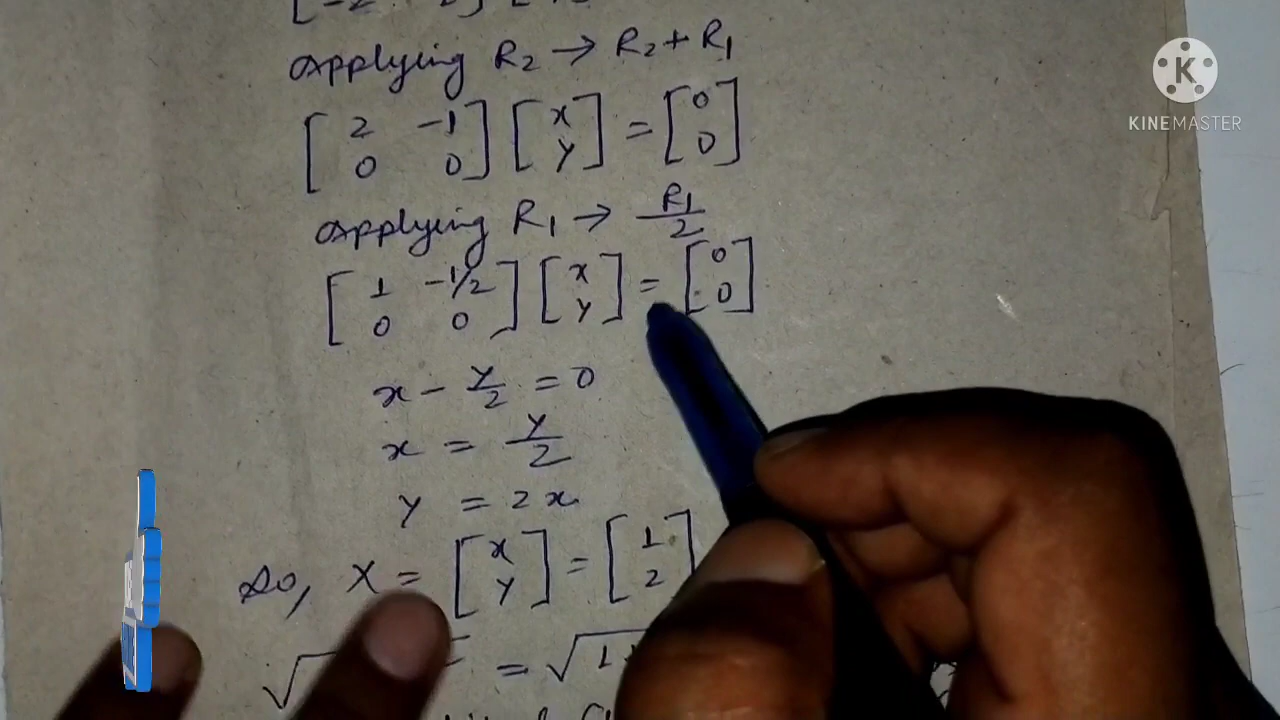 Applying R₂ → R₂ + R₁
[2 -1; 0 0] [x; y] = [0; 0]
Applying R₁ → R₁/2
[1 -1/2; 0 0] [x; y] = [0; 0]
x - y/2 = 0
x = y/2
y = 2x
So, X = [x; y] = [1; 2]
= √1
KINEMASTER